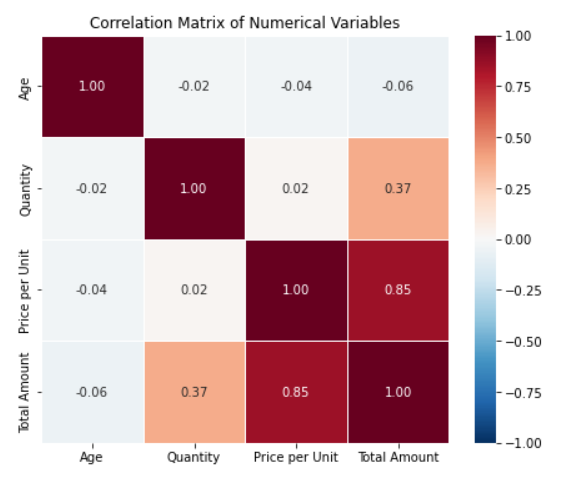 Correlation Matrix of Numerical Variables
Age
1.00 -0.02 -0.04 -0.06
Quantity
-0.02 1.00 0.02 0.37
Price per Unit
-0.04 0.02 1.00 0.85
Total Amount
-0.06 0.37 0.85 1.00
Age Quantity Price per Unit Total Amount
1.00
0.75
0.50
0.25
0.00
−0.25
−0.50
−0.75
−1.00